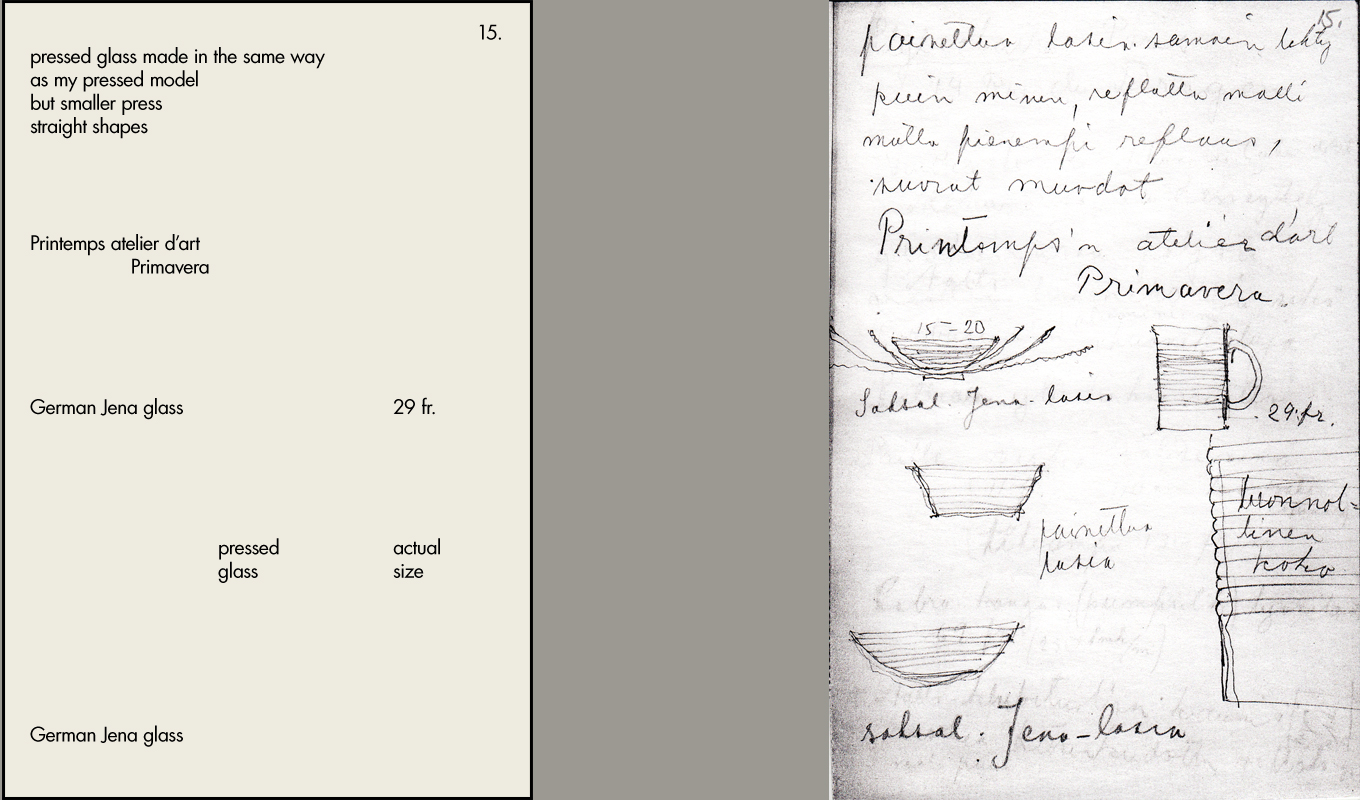 15.
pressed glass made in the same way
as my pressed model
but smaller press
straight shapes
Printemps atelier d'art
Primavera
German Jena glass
29 fr.
pressed
glass
actual
size
German Jena glass
15.
painettua lasia. samoin tehty
kuin minun, reflattu malli
mutta pienempi reflaus,
suorat muodot
Printemps'n atelier d'art
Primavera.
15-20
Saksal. Jena-lasia
29 fr.
luonnol=
linen
koko
painettua
lasia
saksal. Jena-lasia